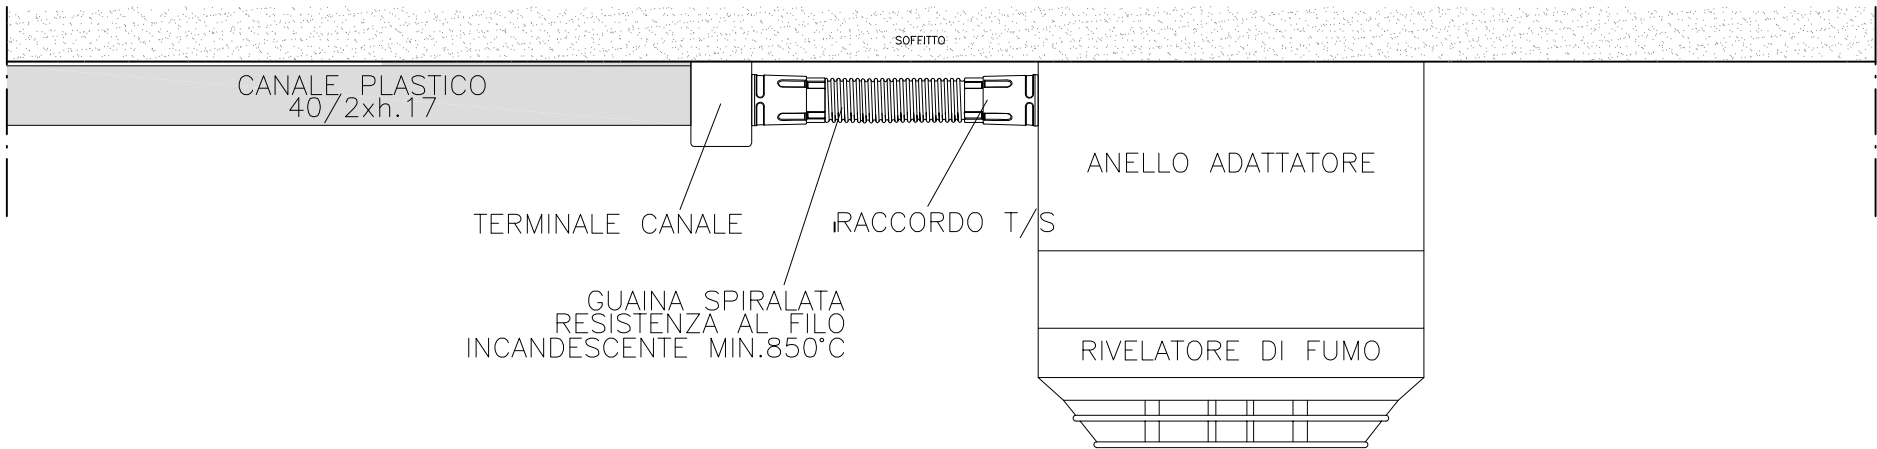 SOFFITTO
CANALE PLASTICO
40/2xh.17
ANELLO ADATTATORE
TERMINALE CANALE
RACCORDO T/S
GUAINA SPIRALATA
RESISTENZA AL FILO
INCANDESCENTE MIN.850°C
RIVELATORE DI FUMO